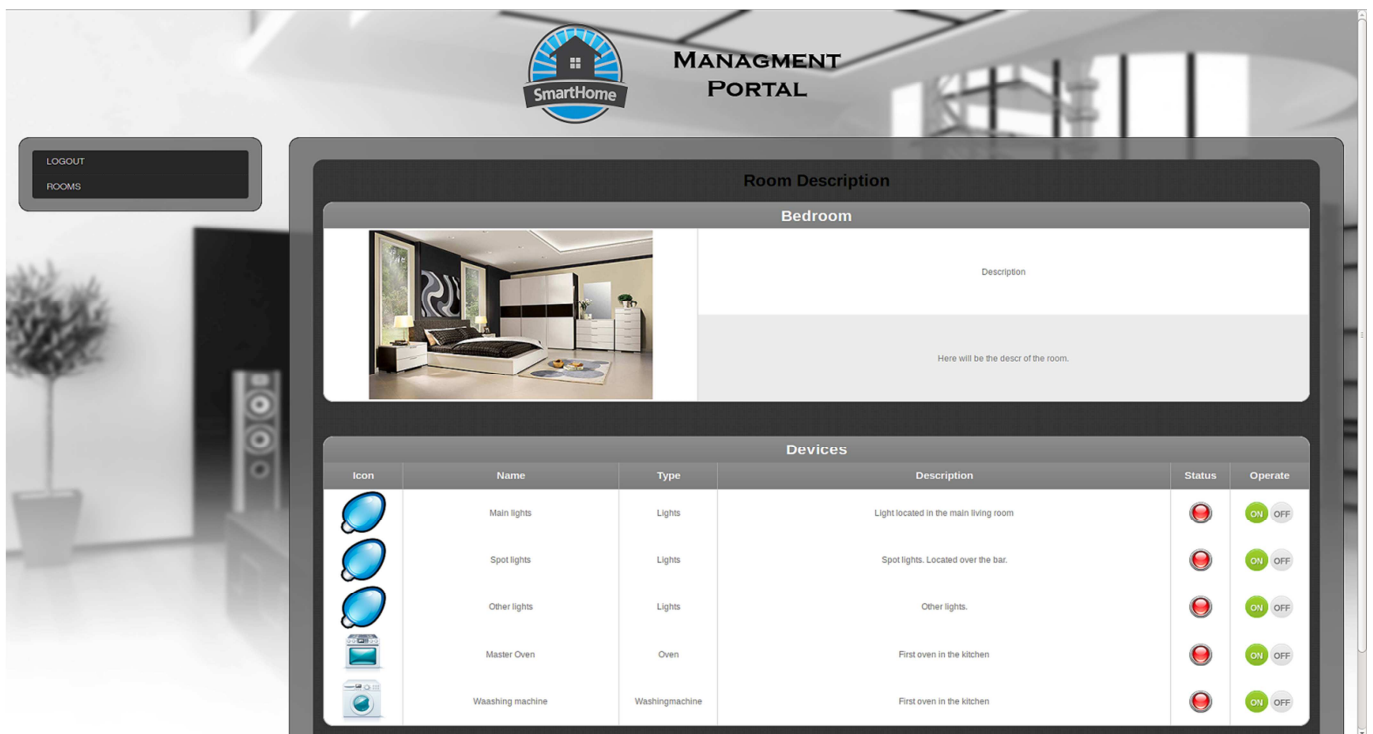 SmartHome
MANAGMENT
PORTAL
LOGOUT
ROOMS
Room Description
Bedroom
Description
Here will be the descr of the room.
Devices
Icon Name Type Description Status Operate
Main lights Lights Light located in the main living room ON OFF
Spot lights Lights Spot lights. Located over the bar. ON OFF
Other lights Lights Other lights. ON OFF
Master Oven Oven First oven in the kitchen ON OFF
Waashing machine Washingmachine First oven in the kitchen ON OFF